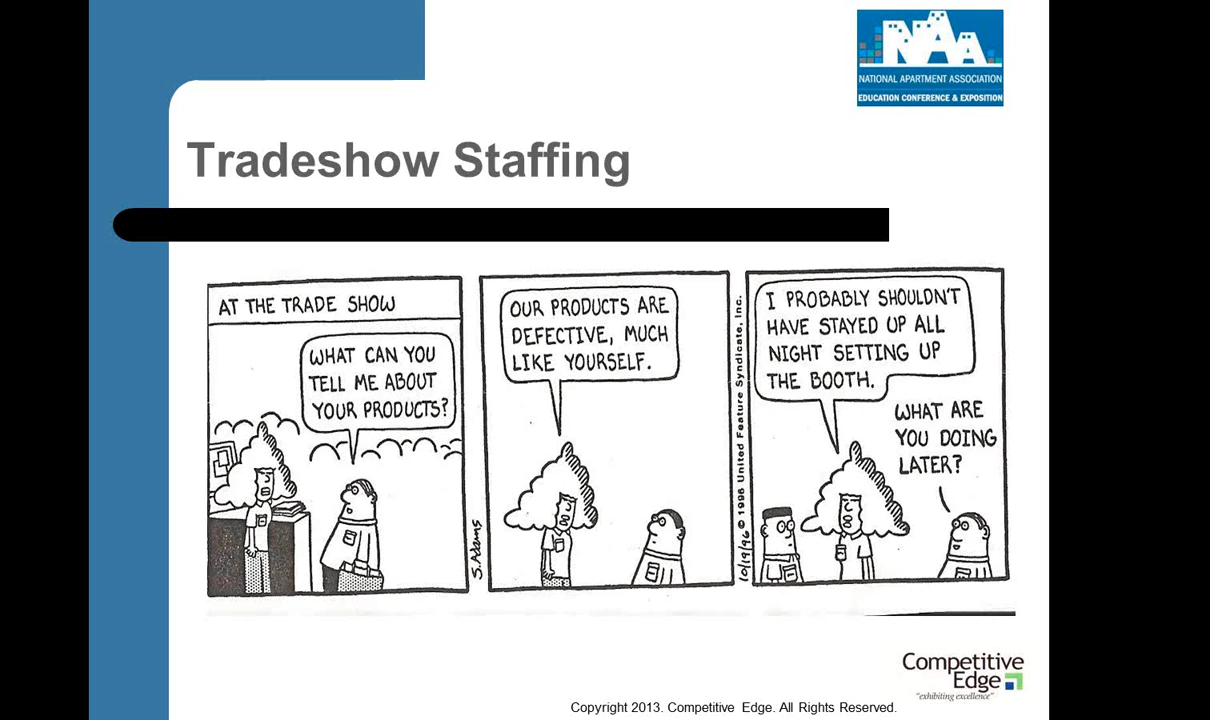 NAA
NATIONAL APARTMENT ASSOCIATION
EDUCATION CONFERENCE & EXPOSITION
Tradeshow Staffing
AT THE TRADE SHOW
WHAT CAN YOU
TELL ME ABOUT
YOUR PRODUCTS?
OUR PRODUCTS ARE
DEFECTIVE, MUCH
LIKE YOURSELF.
S.Adams
I PROBABLY SHOULDN'T
HAVE STAYED UP ALL
NIGHT SETTING UP
THE BOOTH.
WHAT ARE
YOU DOING
LATER?
10/19/96 © 1996 United Feature Syndicate, Inc.
Competitive
Edge
"exhibiting excellence"
Copyright 2013. Competitive Edge. All Rights Reserved.